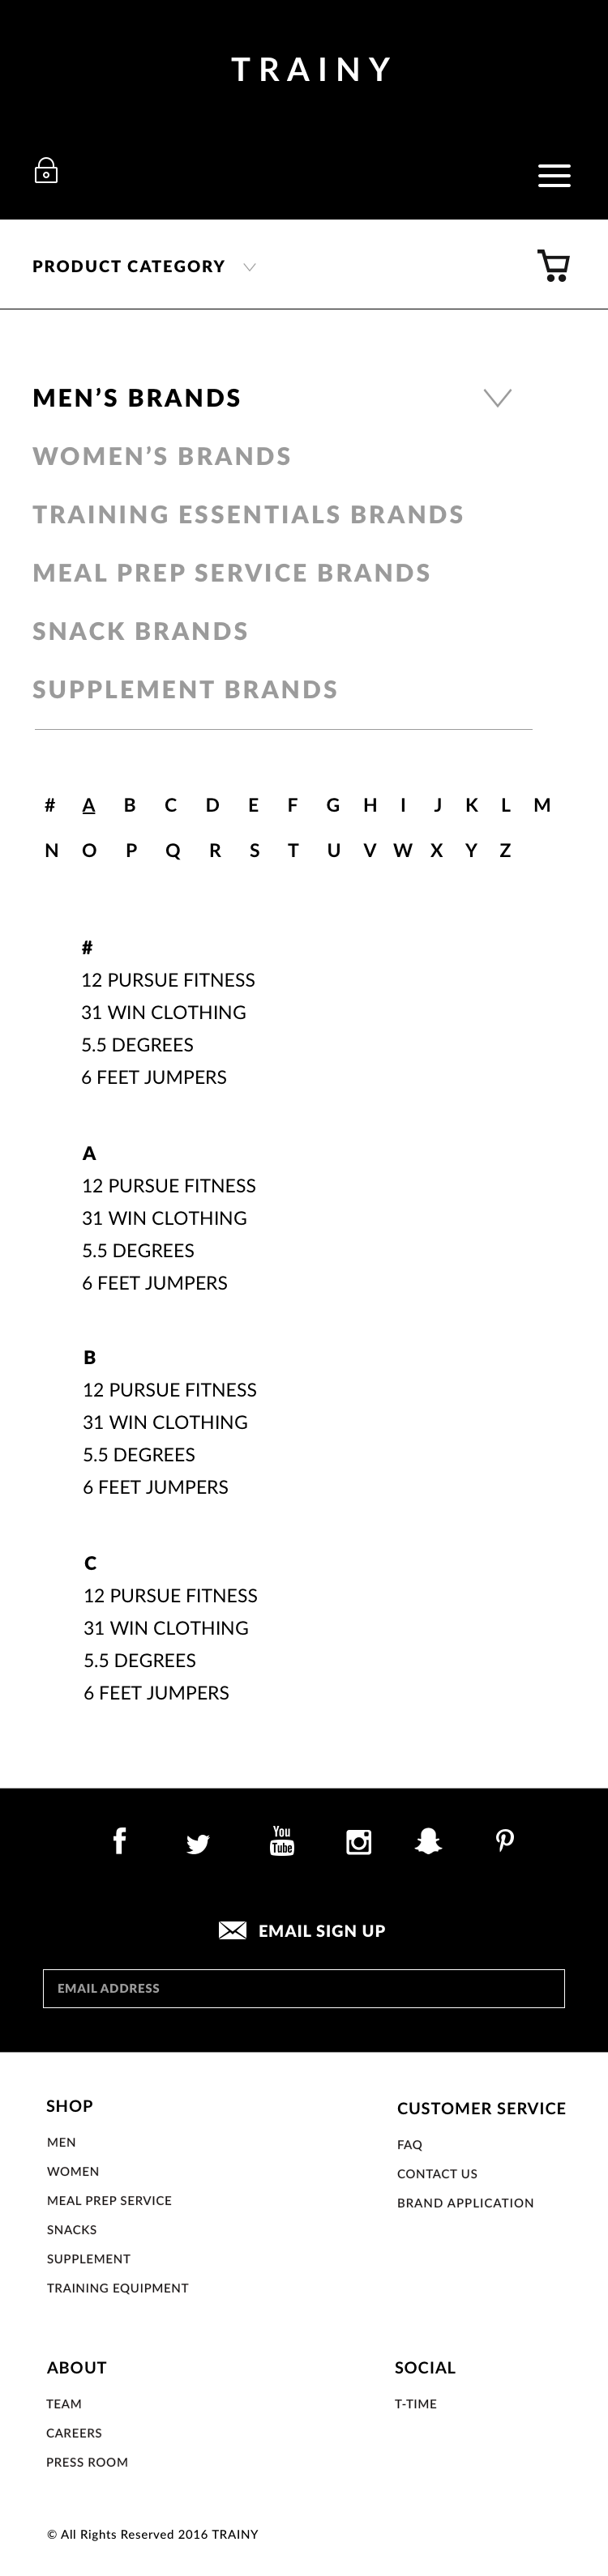 TRAINY
PRODUCT CATEGORY
MEN’S BRANDS
WOMEN’S BRANDS
TRAINING ESSENTIALS BRANDS
MEAL PREP SERVICE BRANDS
SNACK BRANDS
SUPPLEMENT BRANDS
# A B C D E F G H I J K L M
N O P Q R S T U V W X Y Z
#
12 PURSUE FITNESS
31 WIN CLOTHING
5.5 DEGREES
6 FEET JUMPERS
A
12 PURSUE FITNESS
31 WIN CLOTHING
5.5 DEGREES
6 FEET JUMPERS
B
12 PURSUE FITNESS
31 WIN CLOTHING
5.5 DEGREES
6 FEET JUMPERS
C
12 PURSUE FITNESS
31 WIN CLOTHING
5.5 DEGREES
6 FEET JUMPERS
You
Tube
EMAIL SIGN UP
EMAIL ADDRESS
SHOP
MEN
WOMEN
MEAL PREP SERVICE
SNACKS
SUPPLEMENT
TRAINING EQUIPMENT
CUSTOMER SERVICE
FAQ
CONTACT US
BRAND APPLICATION
ABOUT
TEAM
CAREERS
PRESS ROOM
SOCIAL
T-TIME
© All Rights Reserved 2016 TRAINY